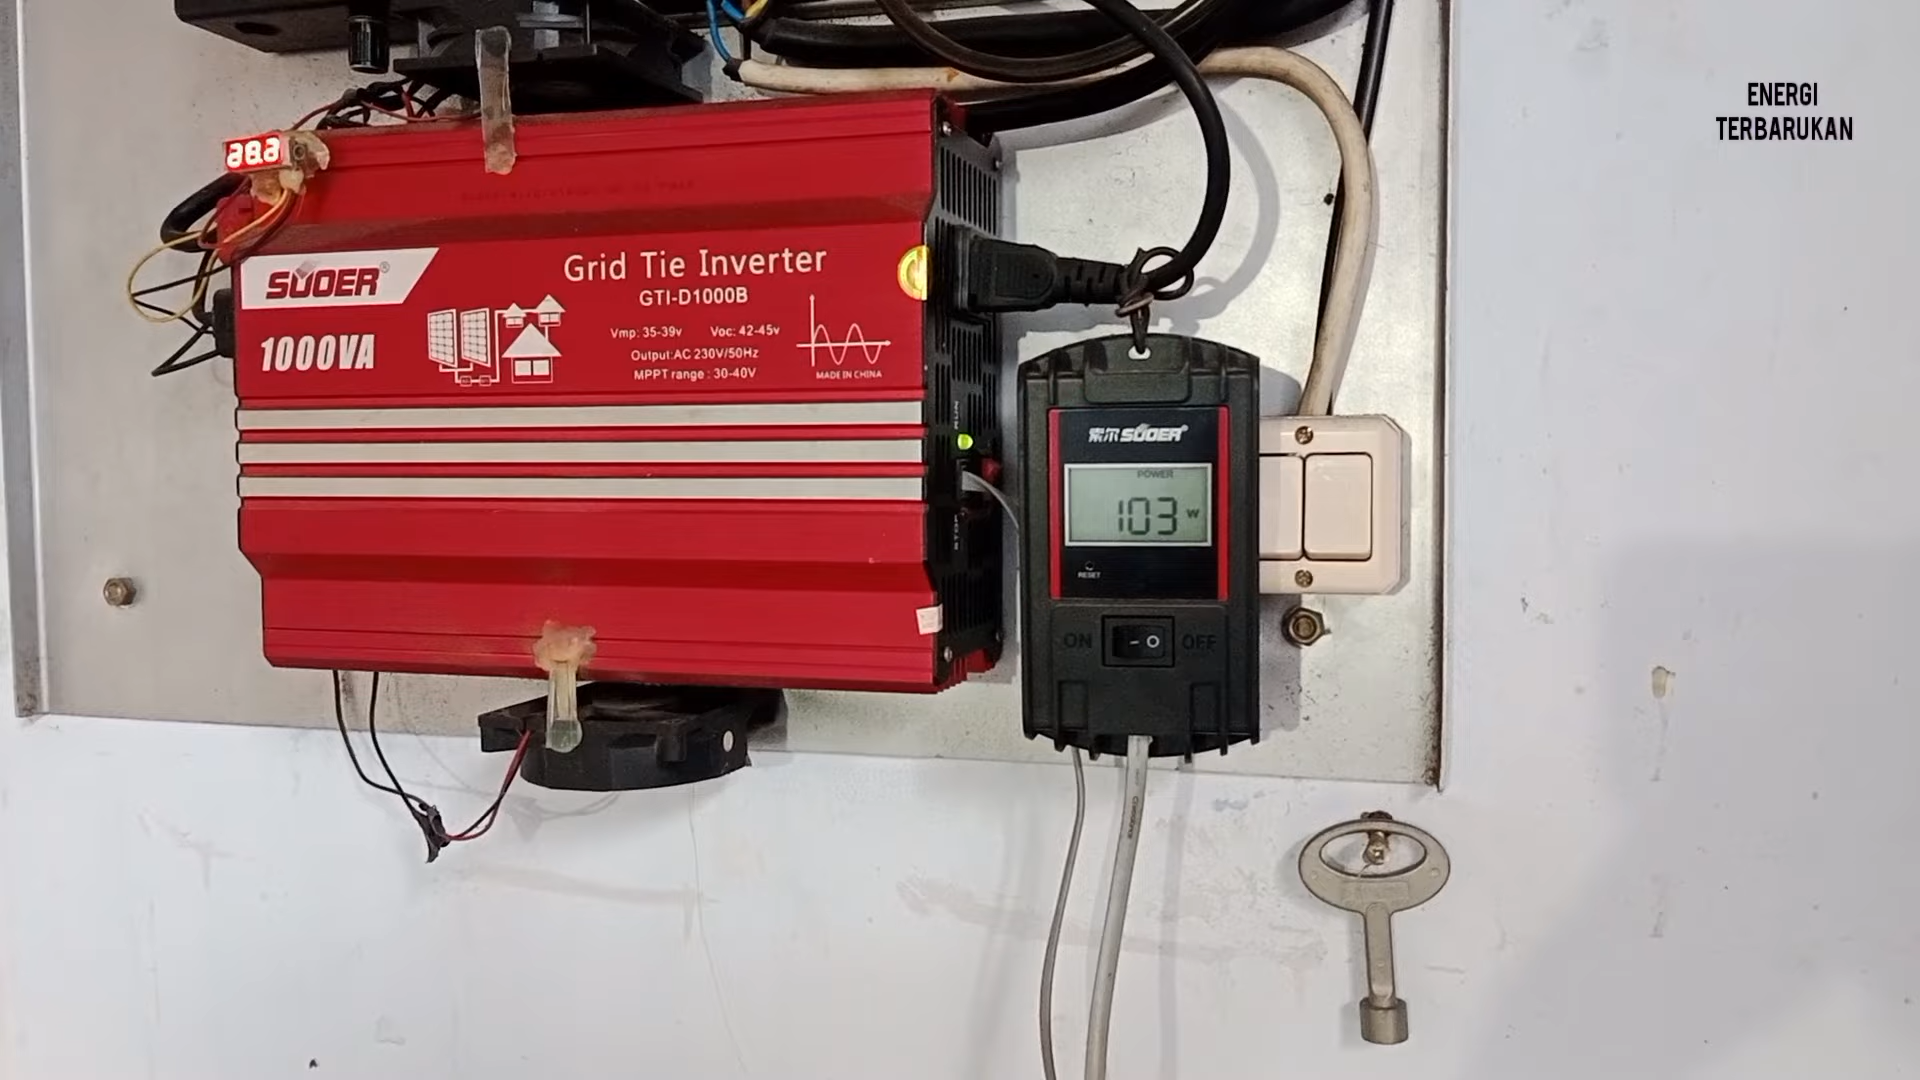 ENERGI
TERBARUKAN
SUOER®
Grid Tie Inverter
GTI-D1000B
1000VA
Vmp: 35-39v Voc: 42-45v
Output:AC 230V/50Hz
MPPT range : 30-40V
MADE IN CHINA
RUN
索尔SUOER®
POWER
103 W
RESET
ON OFF